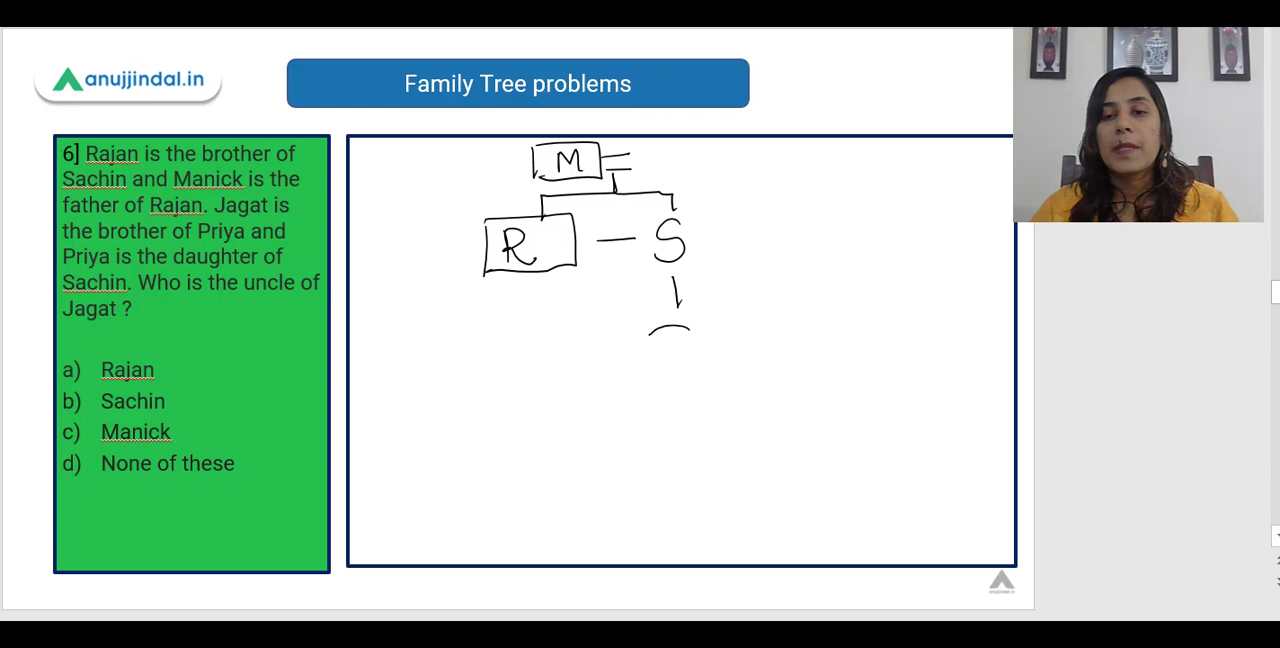 anujjindal.in
Family Tree problems
6] Rajan is the brother of
Sachin and Manick is the
father of Rajan. Jagat is
the brother of Priya and
Priya is the daughter of
Sachin. Who is the uncle of
Jagat ?
a) Rajan
b) Sachin
c) Manick
d) None of these
M
R
S
anujjindal.in